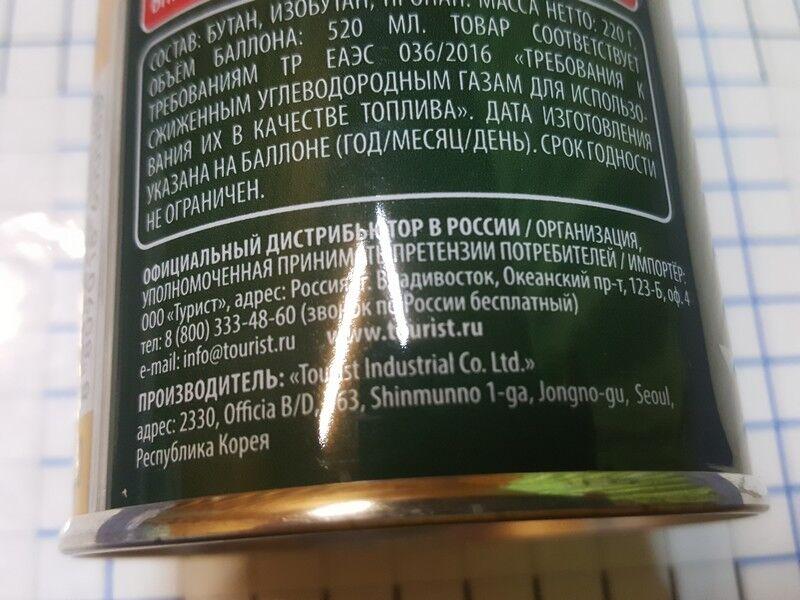 СОСТАВ: БУТАН, ИЗОБУТАН, ПРОПАН. МАССА НЕТТО: 220 Г.
ОБЪЁМ БАЛЛОНА: 520 МЛ. ТОВАР СООТВЕТСТВУЕТ
ТРЕБОВАНИЯМ ТР ЕАЭС 036/2016 «ТРЕБОВАНИЯ К
СЖИЖЕННЫМ УГЛЕВОДОРОДНЫМ ГАЗАМ ДЛЯ ИСПОЛЬЗО-
ВАНИЯ ИХ В КАЧЕСТВЕ ТОПЛИВА». ДАТА ИЗГОТОВЛЕНИЯ
УКАЗАНА НА БАЛЛОНЕ (ГОД/МЕСЯЦ/ДЕНЬ). СРОК ГОДНОСТИ
НЕ ОГРАНИЧЕН.
ОФИЦИАЛЬНЫЙ ДИСТРИБЬЮТОР В РОССИИ / ОРГАНИЗАЦИЯ,
УПОЛНОМОЧЕННАЯ ПРИНИМАТЬ ПРЕТЕНЗИИ ПОТРЕБИТЕЛЕЙ / ИМПОРТЁР:
ООО «Турист», адрес: Россия, г. Владивосток, Океанский пр-т, 123-Б, оф. 4
тел: 8 (800) 333-48-60 (звонок по России бесплатный)
e-mail: info@tourist.ru www.tourist.ru
ПРОИЗВОДИТЕЛЬ: «Tourist Industrial Co. Ltd.»
адрес: 2330, Officia B/D, 163, Shinmunno 1-ga, Jongno-gu, Seoul,
Республика Корея